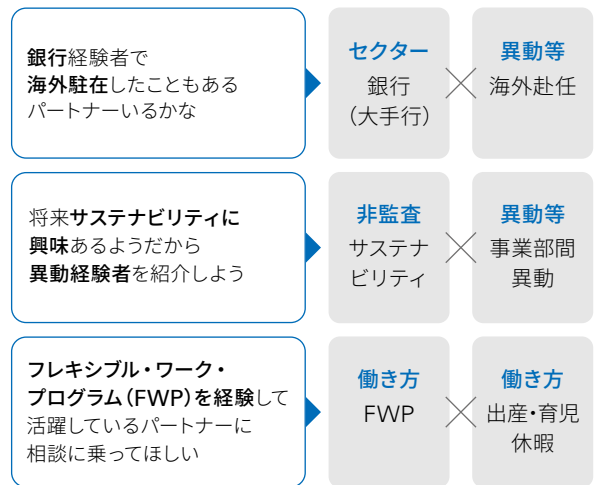 銀行経験者で
海外駐在したこともある
パートナーいるかな
セクター
銀行
（大手行）
異動等
海外赴任
将来サステナビリティに
興味あるようだから
異動経験者を紹介しよう
非監査
サステナ
ビリティ
異動等
事業部間
異動
フレキシブル・ワーク・
プログラム（FWP）を経験して
活躍しているパートナーに
相談に乗ってほしい
働き方
FWP
働き方
出産・育児
休暇